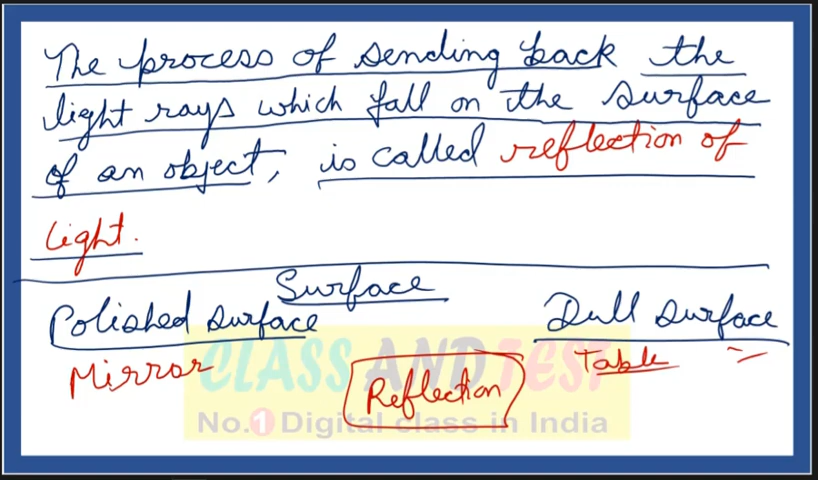 The process of sending back the
light rays which fall on the surface
of an object, is called reflection of
light.
Surface
Polished surface Dull surface
Mirror Table
Reflection
CLASS AND TEST
No.1 Digital class in India